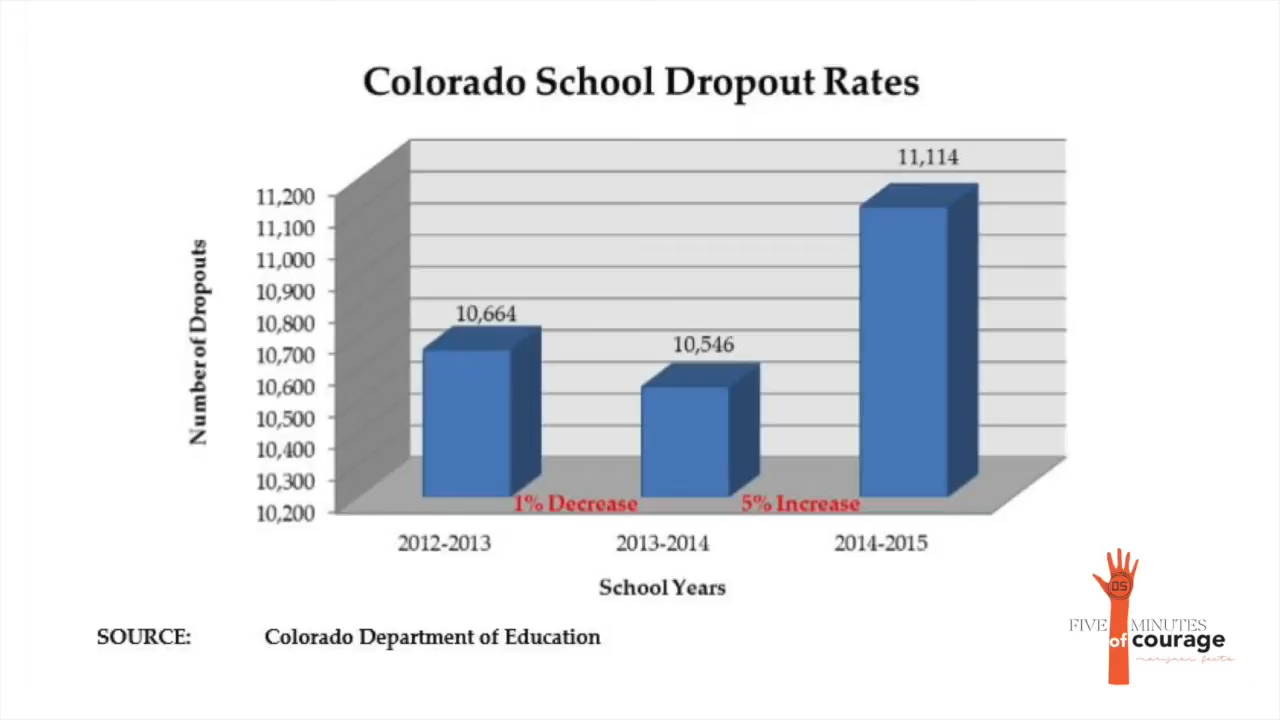 Colorado School Dropout Rates
11,114
11,200
11,100
11,000
10,900
10,800
10,700
10,600
10,500
10,400
10,300
10,200
Number of Dropouts
10,664
10,546
1% Decrease
5% Increase
2012-2013
2013-2014
2014-2015
School Years
SOURCE: Colorado Department of Education
DS
FIVE MINUTES
of courage